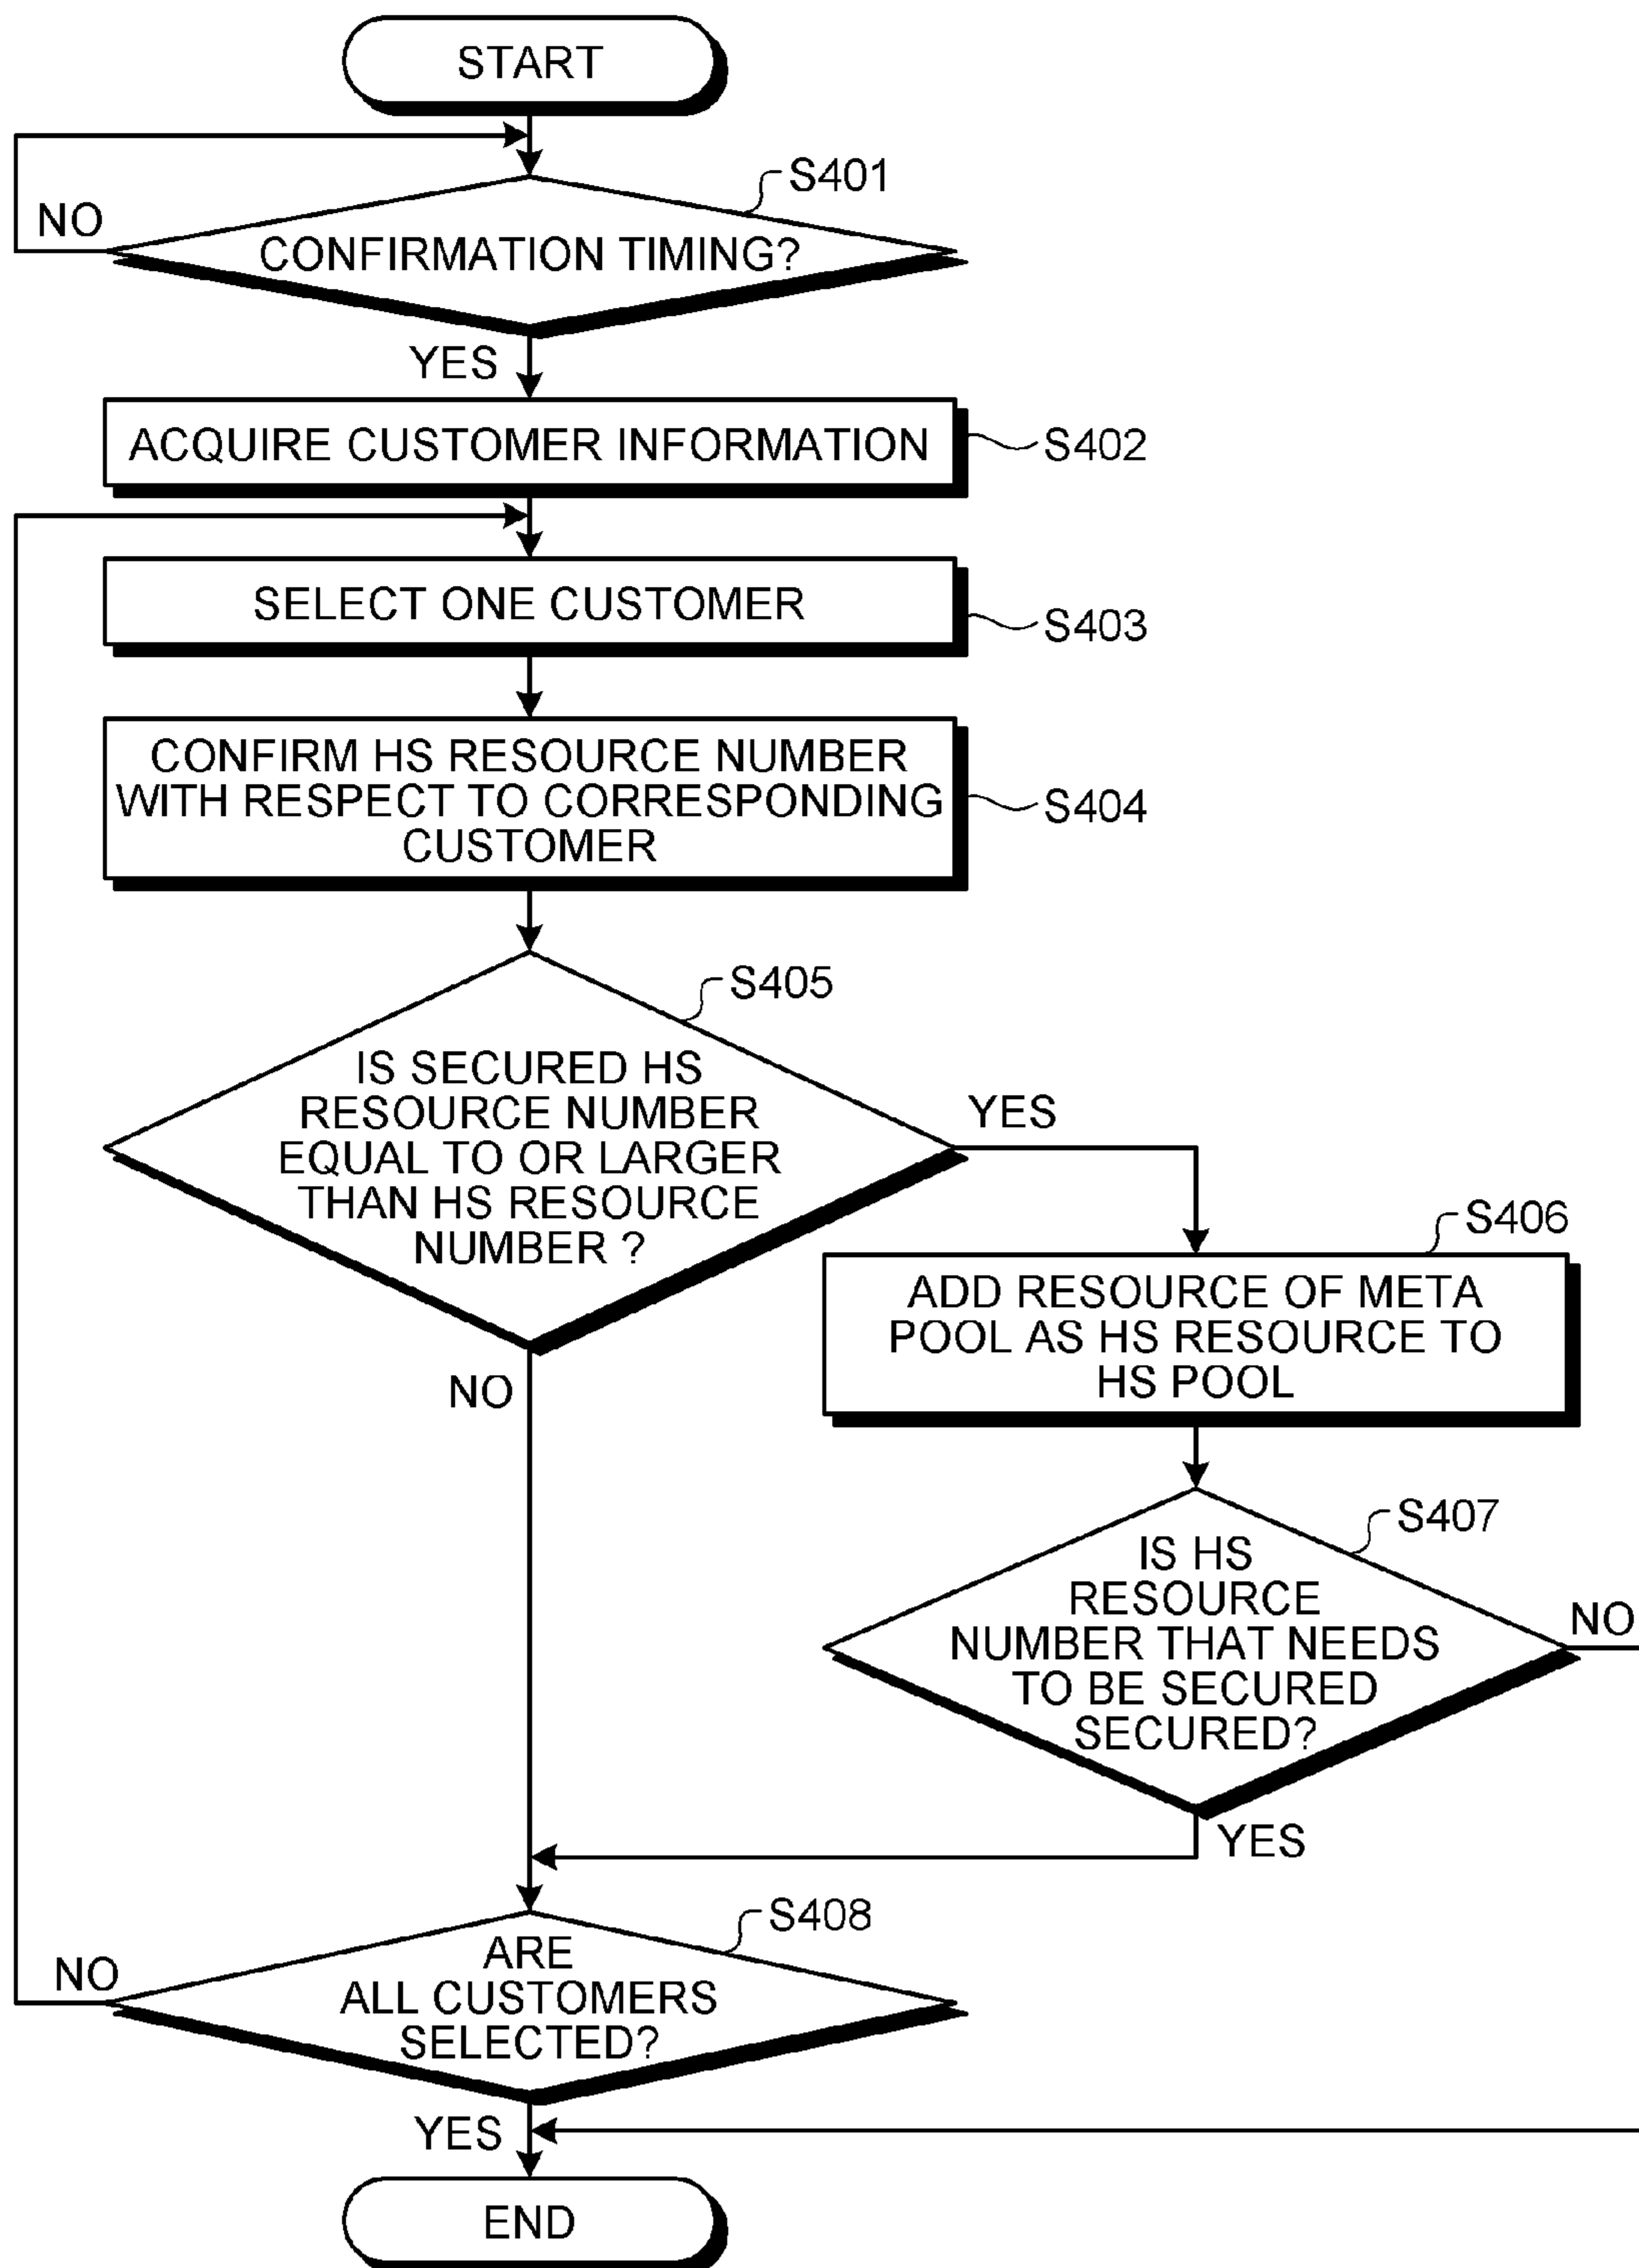 START
S401
NO
CONFIRMATION TIMING?
YES
ACQUIRE CUSTOMER INFORMATION
S402
SELECT ONE CUSTOMER
S403
CONFIRM HS RESOURCE NUMBER
WITH RESPECT TO CORRESPONDING
CUSTOMER
S404
S405
IS SECURED HS
RESOURCE NUMBER
EQUAL TO OR LARGER
THAN HS RESOURCE
NUMBER ?
YES
NO
S406
ADD RESOURCE OF META
POOL AS HS RESOURCE TO
HS POOL
S407
IS HS
RESOURCE
NUMBER THAT NEEDS
TO BE SECURED
SECURED?
NO
YES
S408
NO
ARE
ALL CUSTOMERS
SELECTED?
YES
END